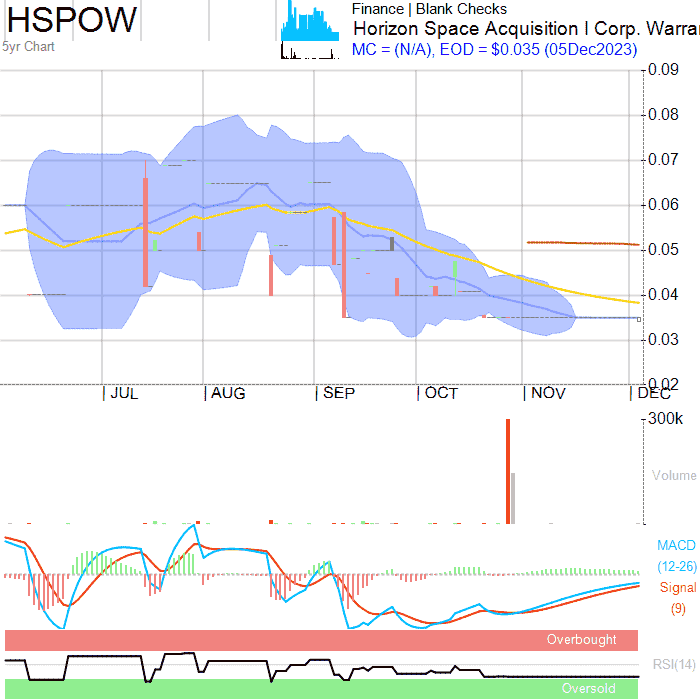 HSPOW
5yr Chart
Finance | Blank Checks
Horizon Space Acquisition I Corp. Warra
MC = (N/A), EOD = $0.035 (05Dec2023)
0.09
0.08
0.07
0.06
0.05
0.04
0.03
0.02
JUL AUG SEP OCT NOV DEC
300k
Volume
MACD
(12-26)
Signal
(9)
Overbought
RSI(14)
Oversold